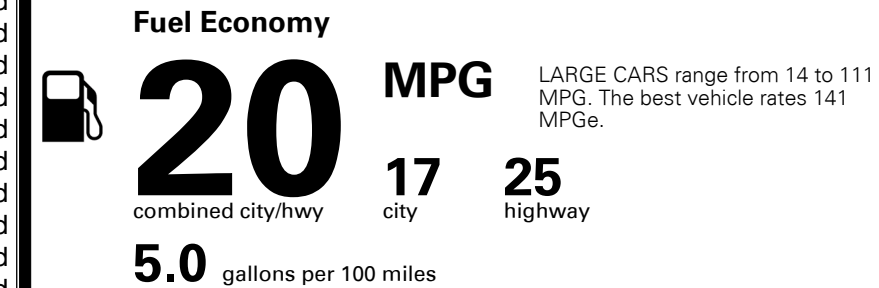 d
d
d
d
d
d
d
d
d
d
Fuel Economy
20
MPG
LARGE CARS range from 14 to 111
MPG. The best vehicle rates 141
MPGe.
combined city/hwy
17
city
25
highway
5.0 gallons per 100 miles